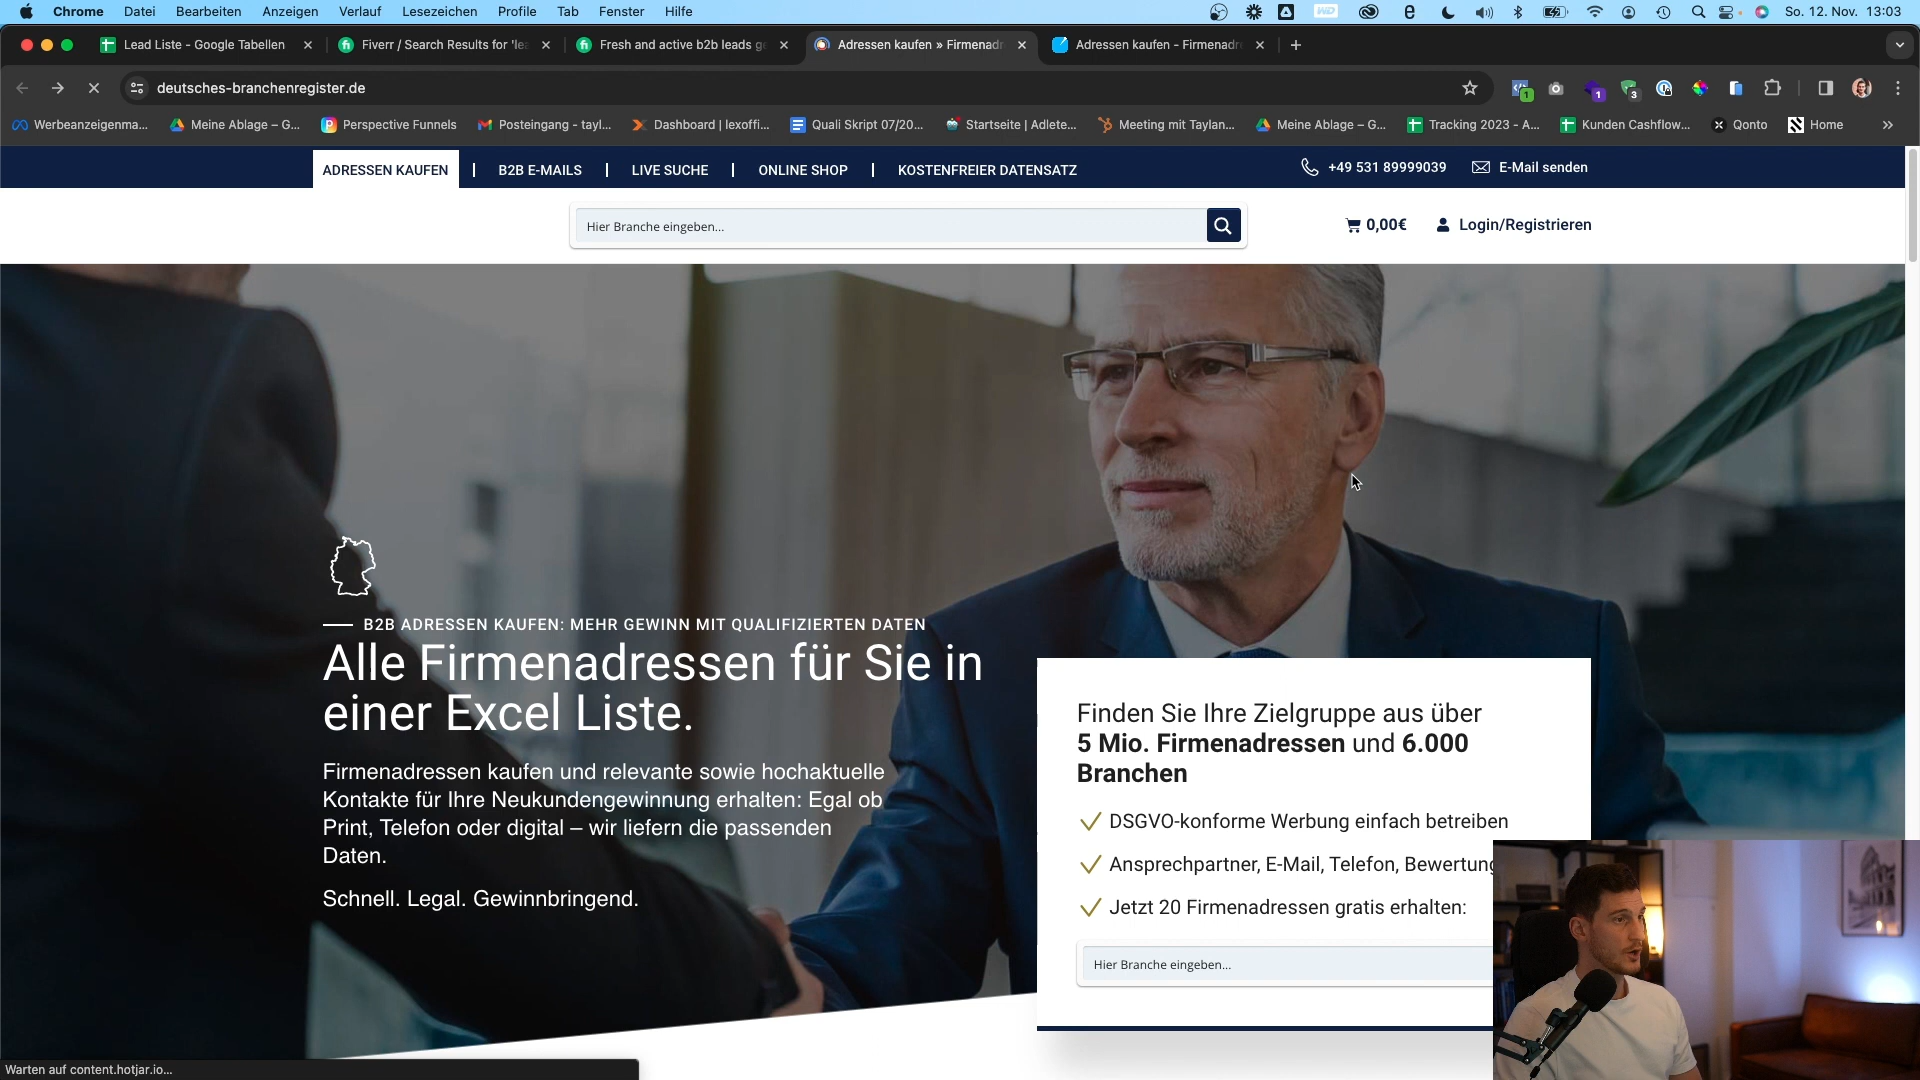 Chrome Datei Bearbeiten Anzeigen Verlauf Lesezeichen Profile Tab Fenster Hilfe So. 12. Nov. 13:03
Lead Liste - Google Tabellen Fiverr / Search Results for 'lea Fresh and active b2b leads ge Adressen kaufen » Firmenadr Adressen kaufen - Firmenadr
deutsches-branchenregister.de
Werbeanzeigenma... Meine Ablage – G... Perspective Funnels Posteingang - tayl... Dashboard | lexoffi... Quali Skript 07/20... Startseite | Adlete... Meeting mit Taylan... Meine Ablage – G... Tracking 2023 - A... Kunden Cashflow... Qonto Home
ADRESSEN KAUFEN B2B E-MAILS LIVE SUCHE ONLINE SHOP KOSTENFREIER DATENSATZ +49 531 89999039 E-Mail senden
Hier Branche eingeben... 0,00€ Login/Registrieren
B2B ADRESSEN KAUFEN: MEHR GEWINN MIT QUALIFIZIERTEN DATEN
Alle Firmenadressen für Sie in
einer Excel Liste.
Firmenadressen kaufen und relevante sowie hochaktuelle
Kontakte für Ihre Neukundengewinnung erhalten: Egal ob
Print, Telefon oder digital – wir liefern die passenden
Daten.
Schnell. Legal. Gewinnbringend.
Finden Sie Ihre Zielgruppe aus über
5 Mio. Firmenadressen und 6.000
Branchen
DSGVO-konforme Werbung einfach betreiben
Ansprechpartner, E-Mail, Telefon, Bewertung
Jetzt 20 Firmenadressen gratis erhalten:
Hier Branche eingeben...
Warten auf content.hotjar.io...